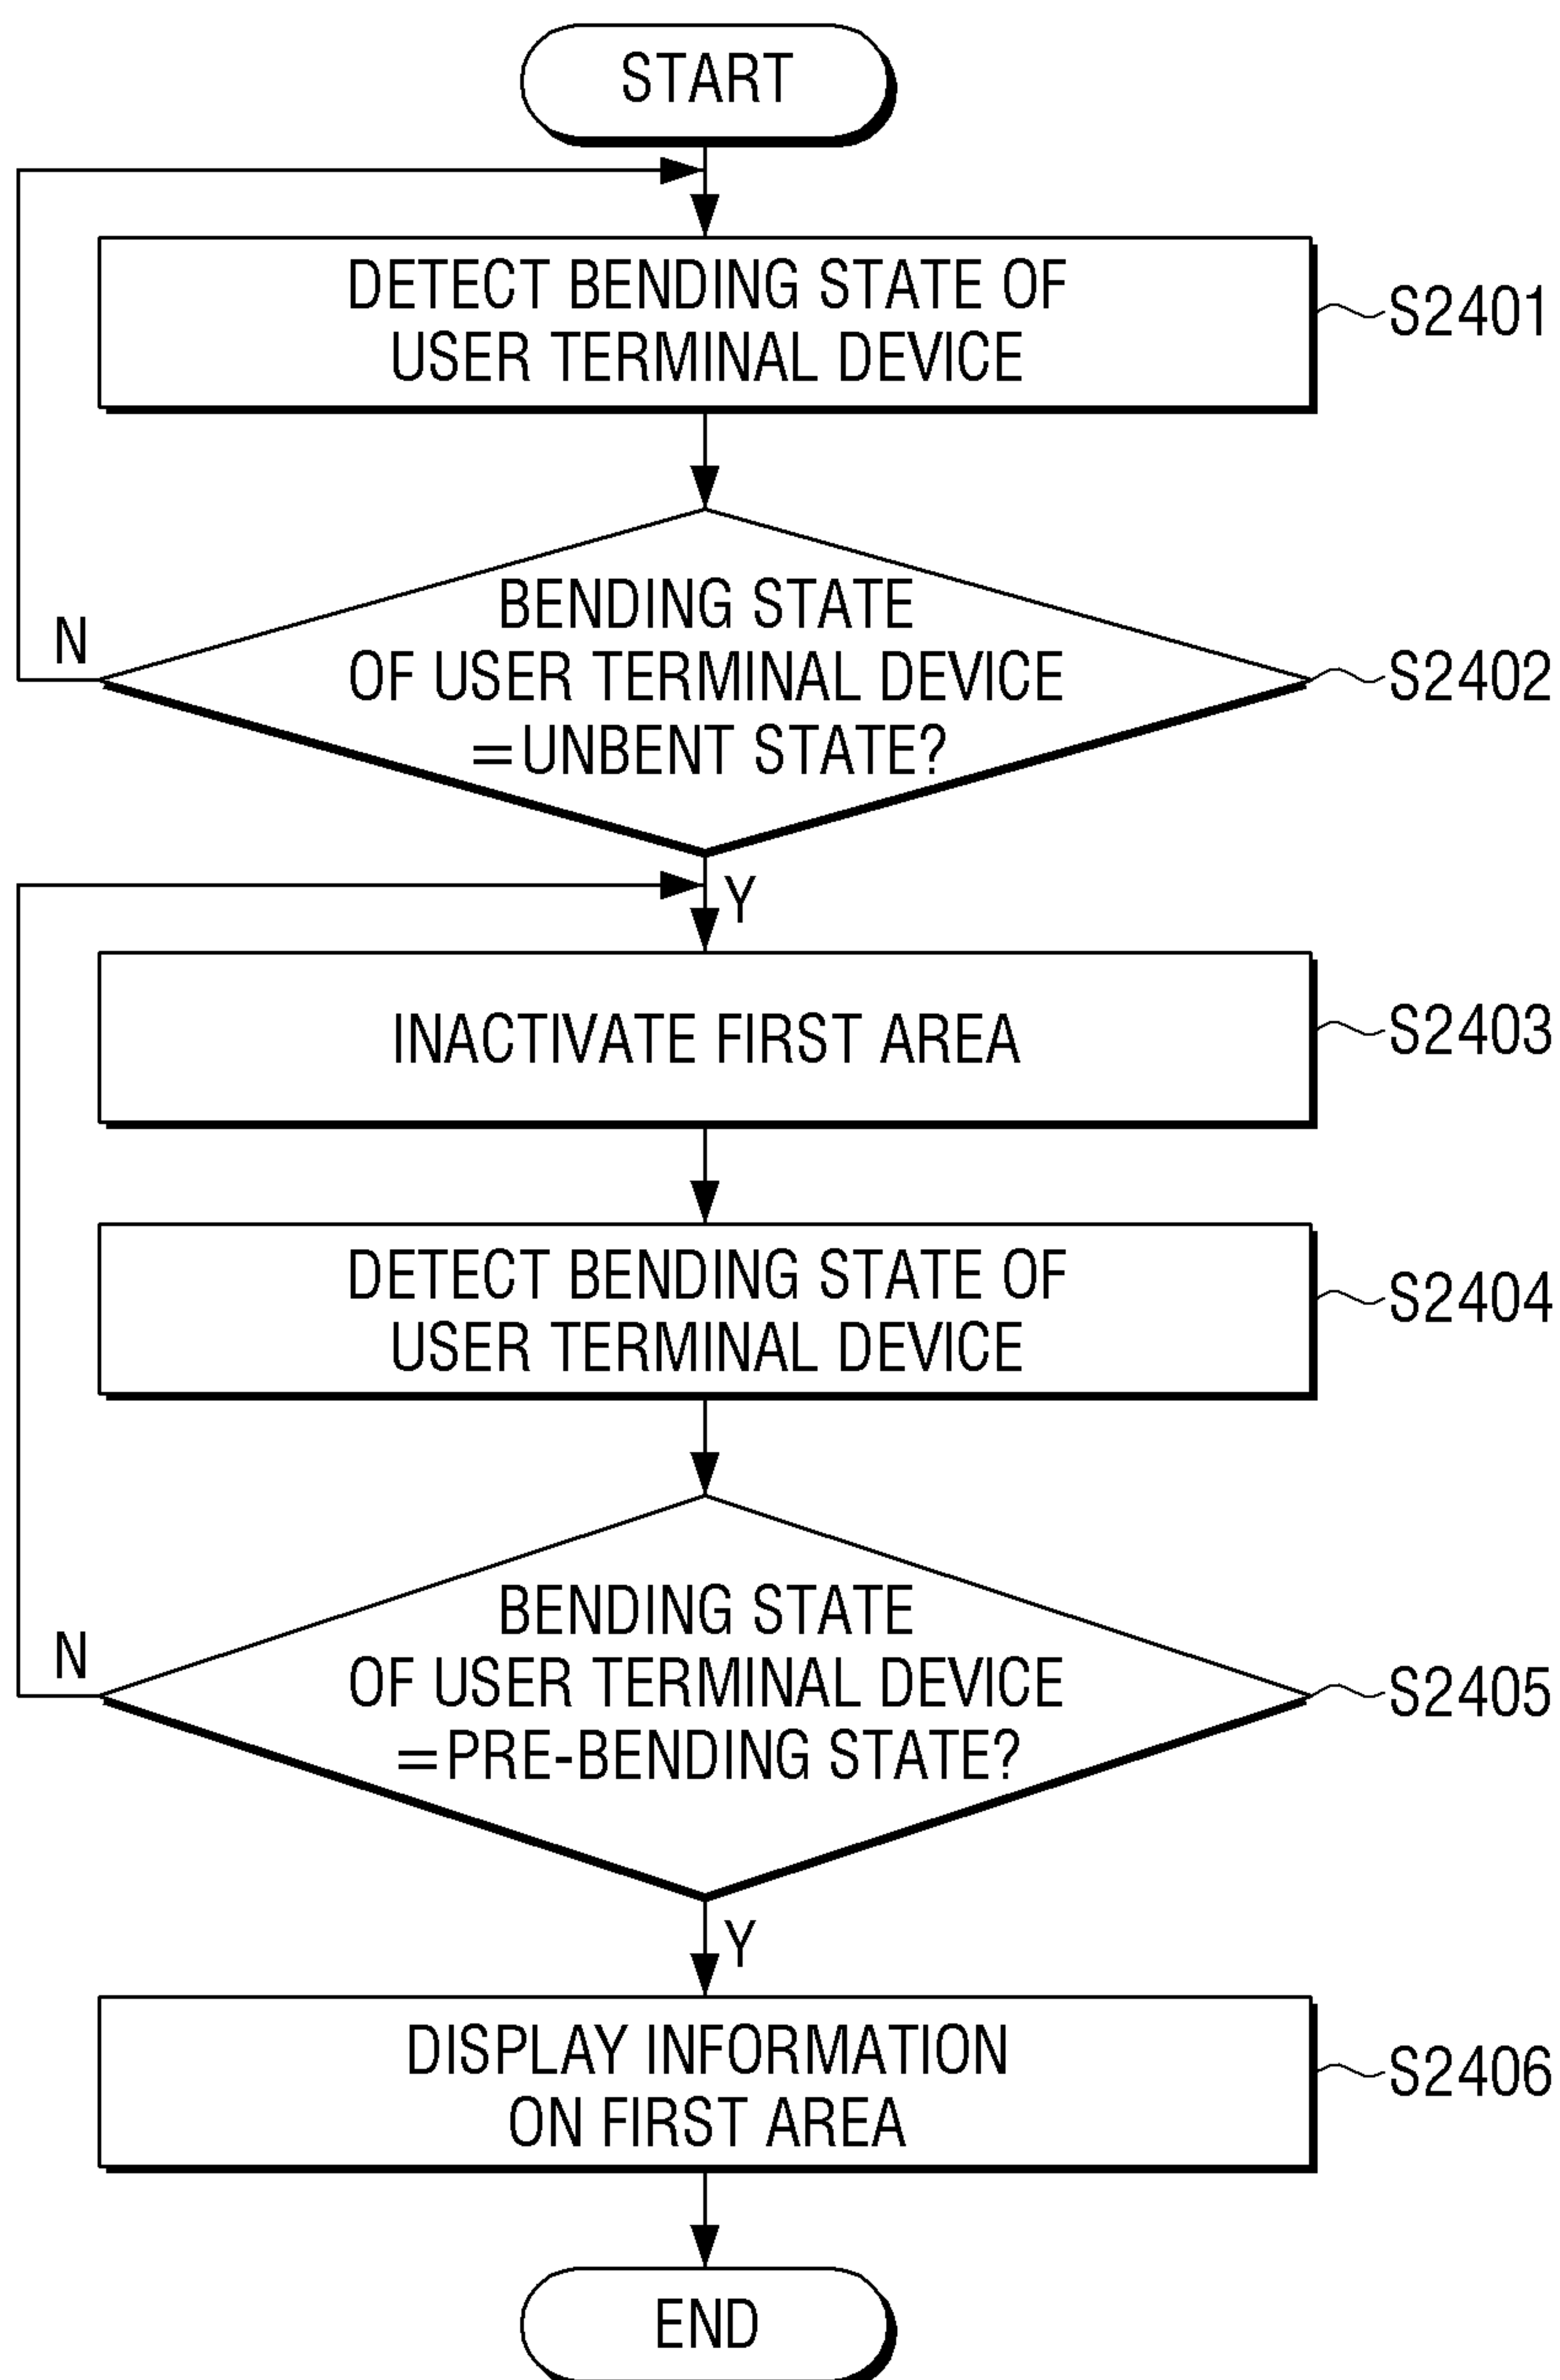 START
DETECT BENDING STATE OF
USER TERMINAL DEVICE
S2401
BENDING STATE
OF USER TERMINAL DEVICE
=UNBENT STATE?
N
S2402
Y
INACTIVATE FIRST AREA
S2403
DETECT BENDING STATE OF
USER TERMINAL DEVICE
S2404
BENDING STATE
OF USER TERMINAL DEVICE
=PRE-BENDING STATE?
N
S2405
Y
DISPLAY INFORMATION
ON FIRST AREA
S2406
END